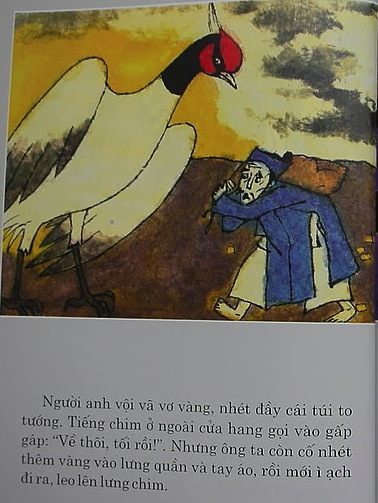 Người anh vội vã vơ vàng, nhét đầy cái túi to
tướng. Tiếng chim ở ngoài cửa hang gọi vào gấp
gáp: “Về thôi, tối rồi!”. Nhưng ông ta còn cố nhét
thêm vàng vào lưng quần và tay áo, rồi mới ì ạch
đi ra, leo lên lưng chim.